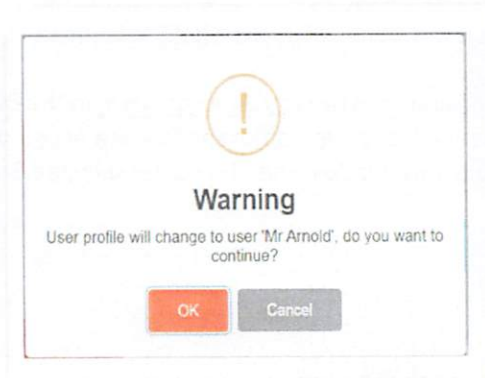 !
Warning
User profile will change to user 'Mr Arnold', do you want to
continue?
OK
Cancel